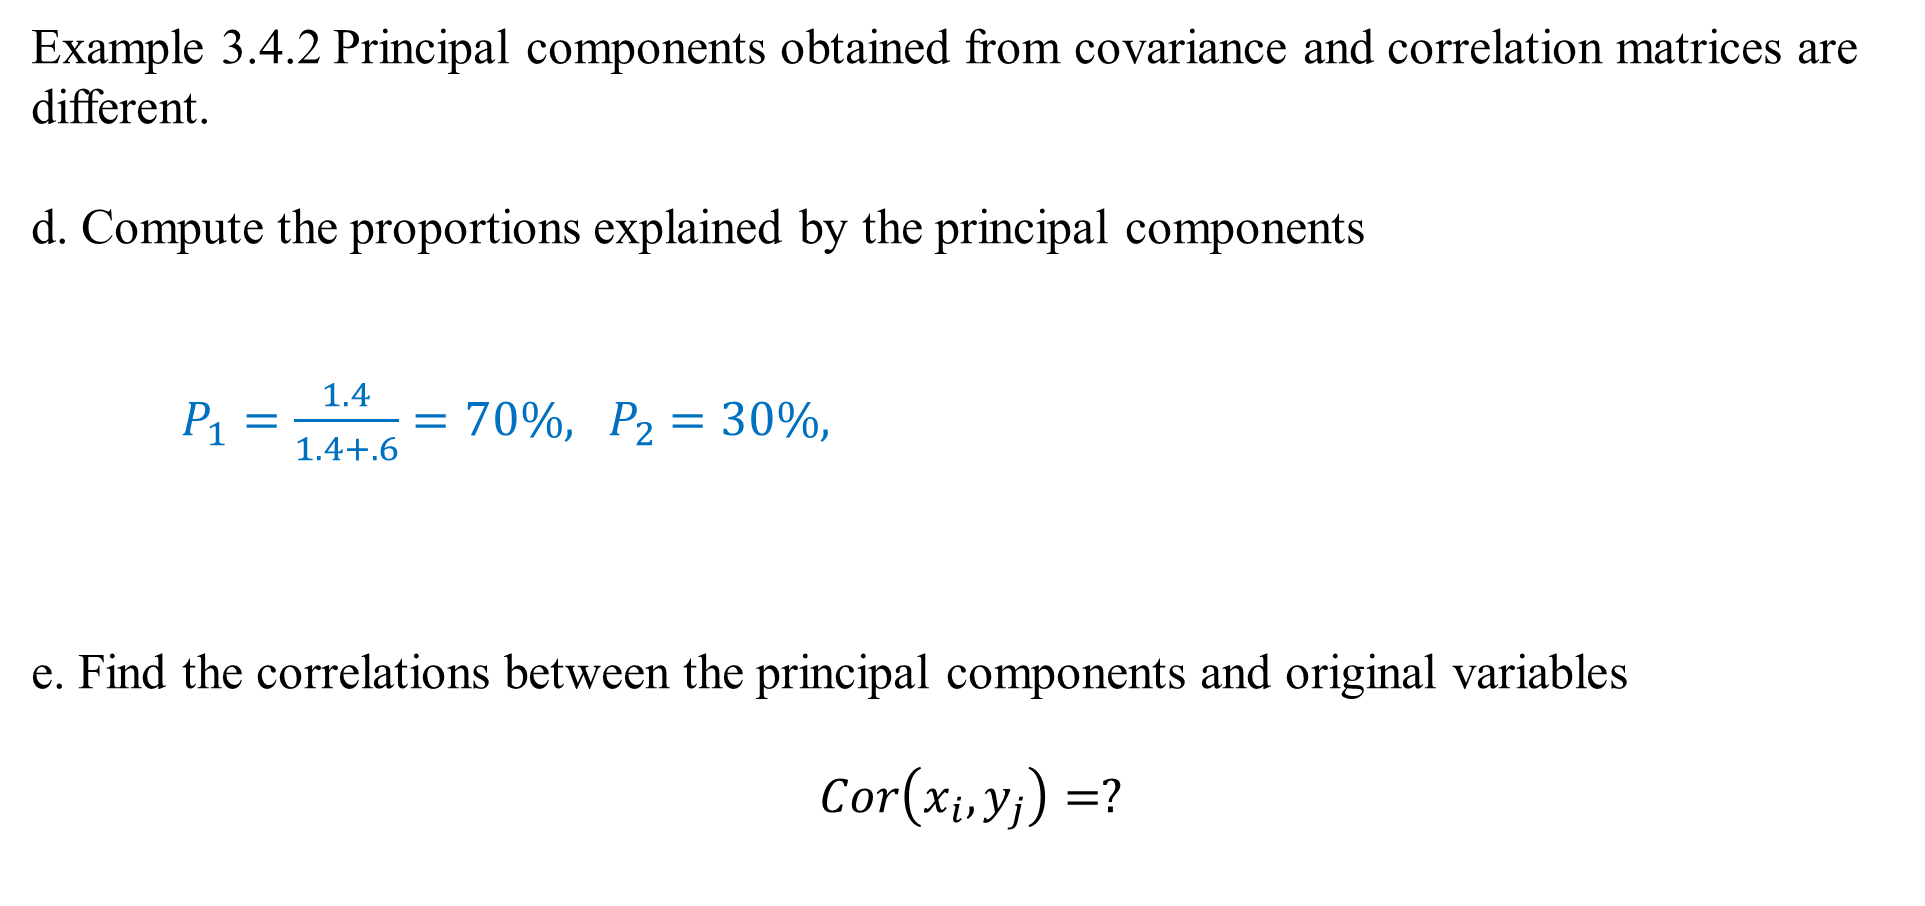 Example 3.4.2 Principal components obtained from covariance and correlation matrices are
different.
d. Compute the proportions explained by the principal components
P₁ = 1.4/(1.4+.6) = 70%, P₂ = 30%,
e. Find the correlations between the principal components and original variables
Cor(xᵢ, yⱼ) =?